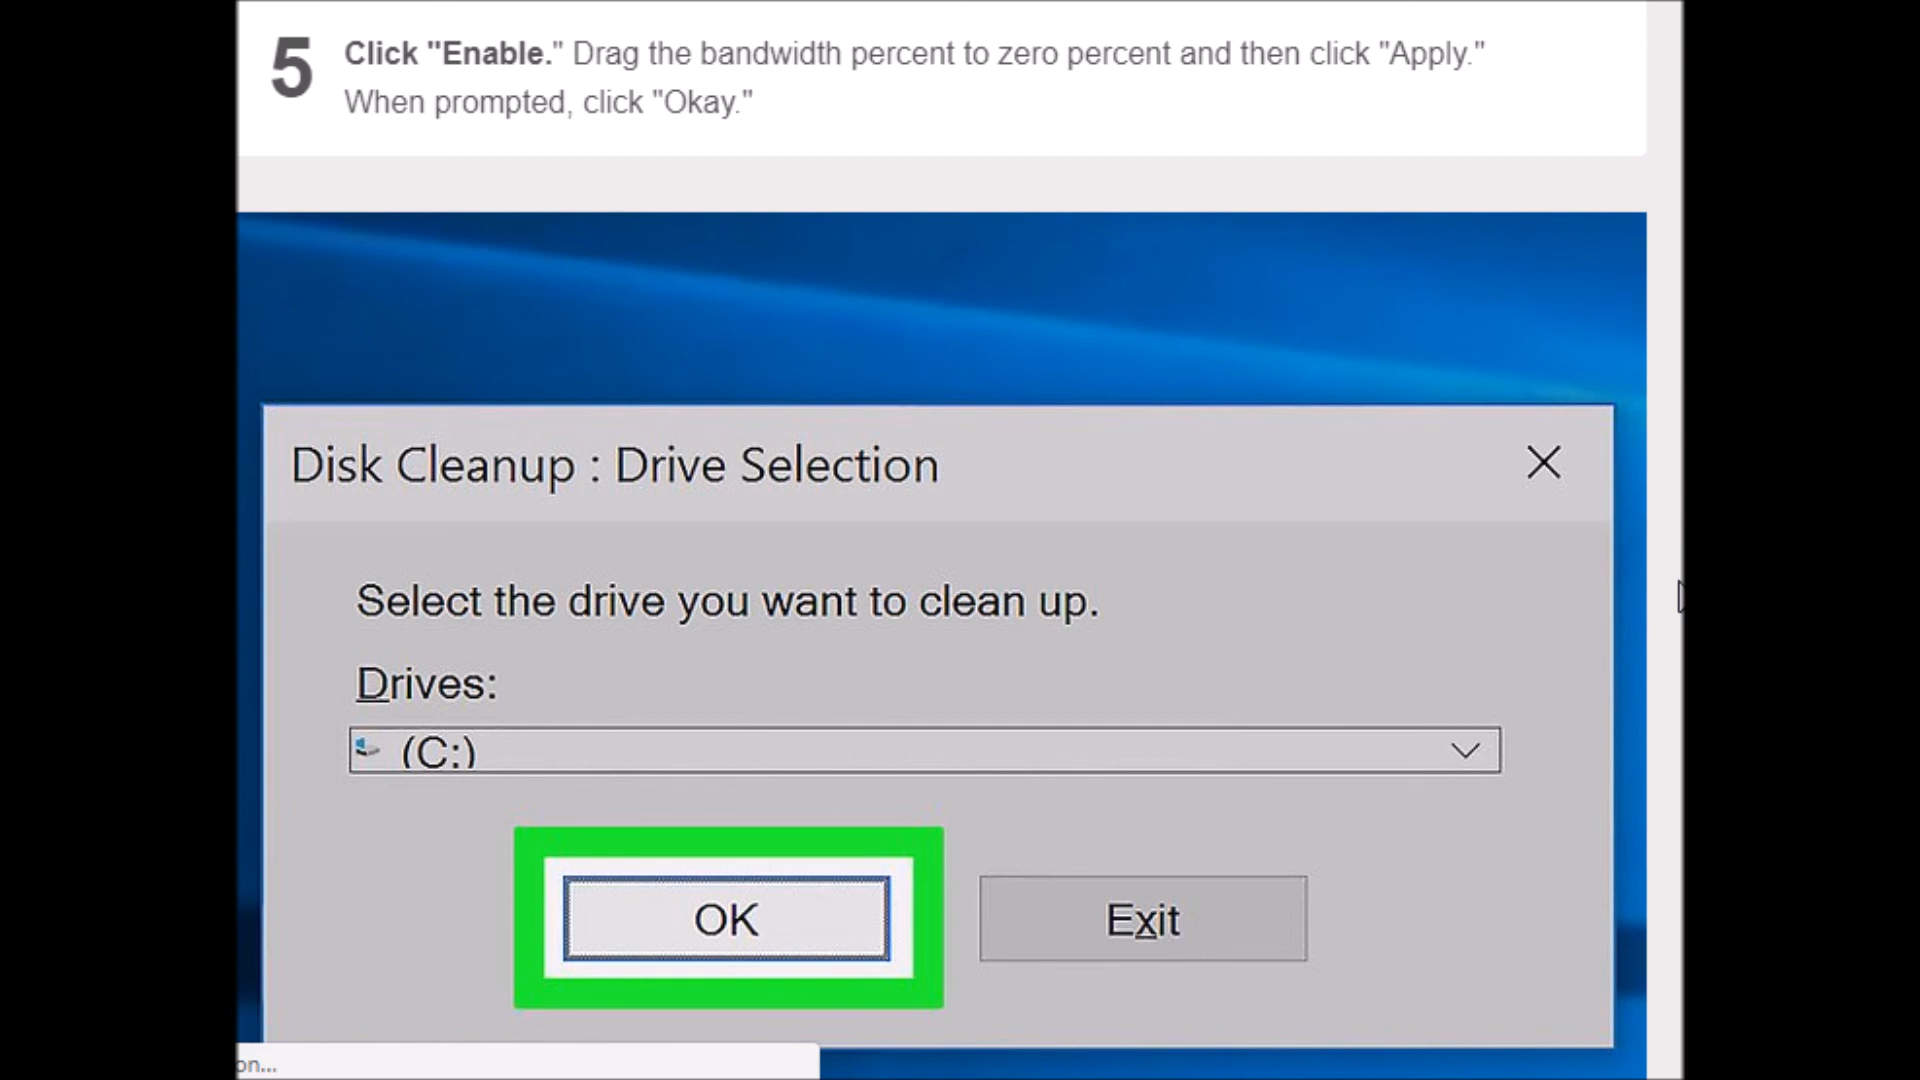 5 Click "Enable." Drag the bandwidth percent to zero percent and then click "Apply."
When prompted, click "Okay."
Disk Cleanup : Drive Selection
Select the drive you want to clean up.
Drives:
(C:)
OK Exit
on...